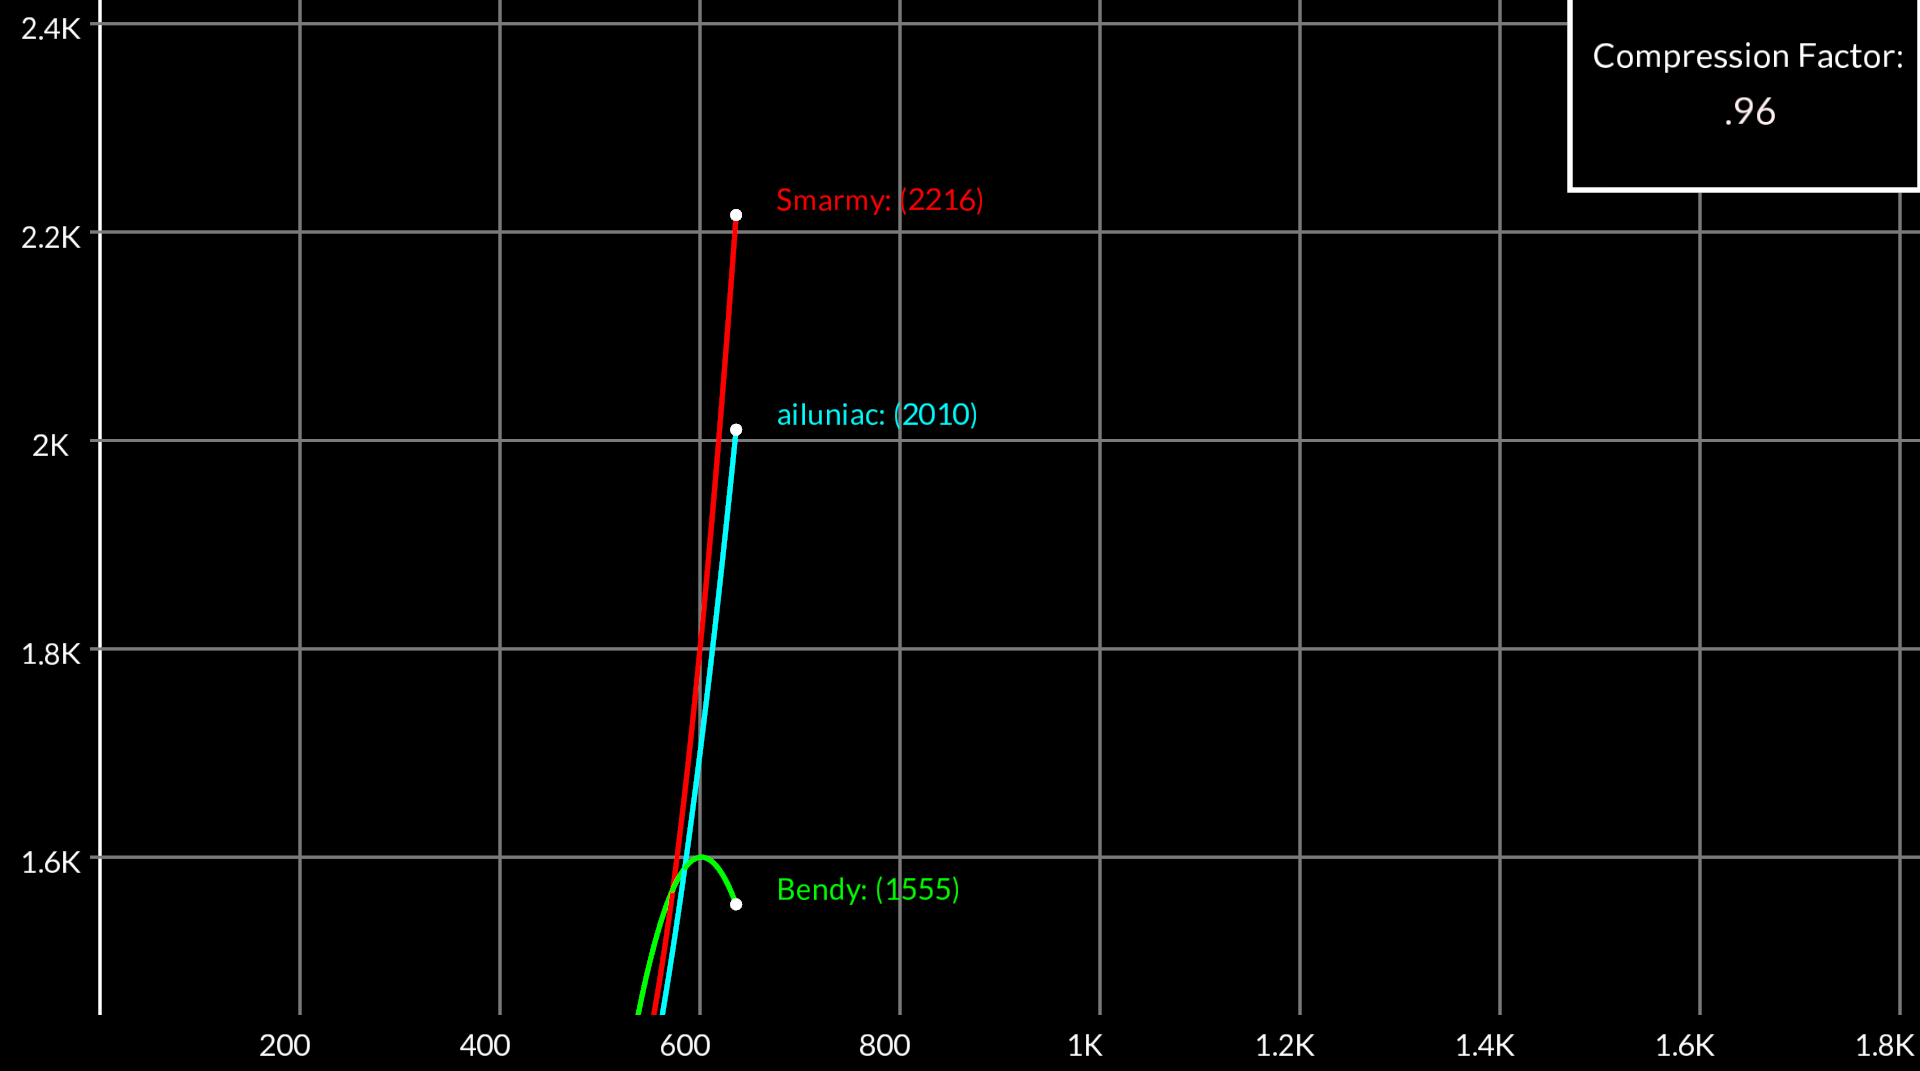 2.4K
Compression Factor:
.96
Smarmy: (2216)
2.2K
ailuniac: (2010)
2K
1.8K
1.6K
Bendy: (1555)
200 400 600 800 1K 1.2K 1.4K 1.6K 1.8K